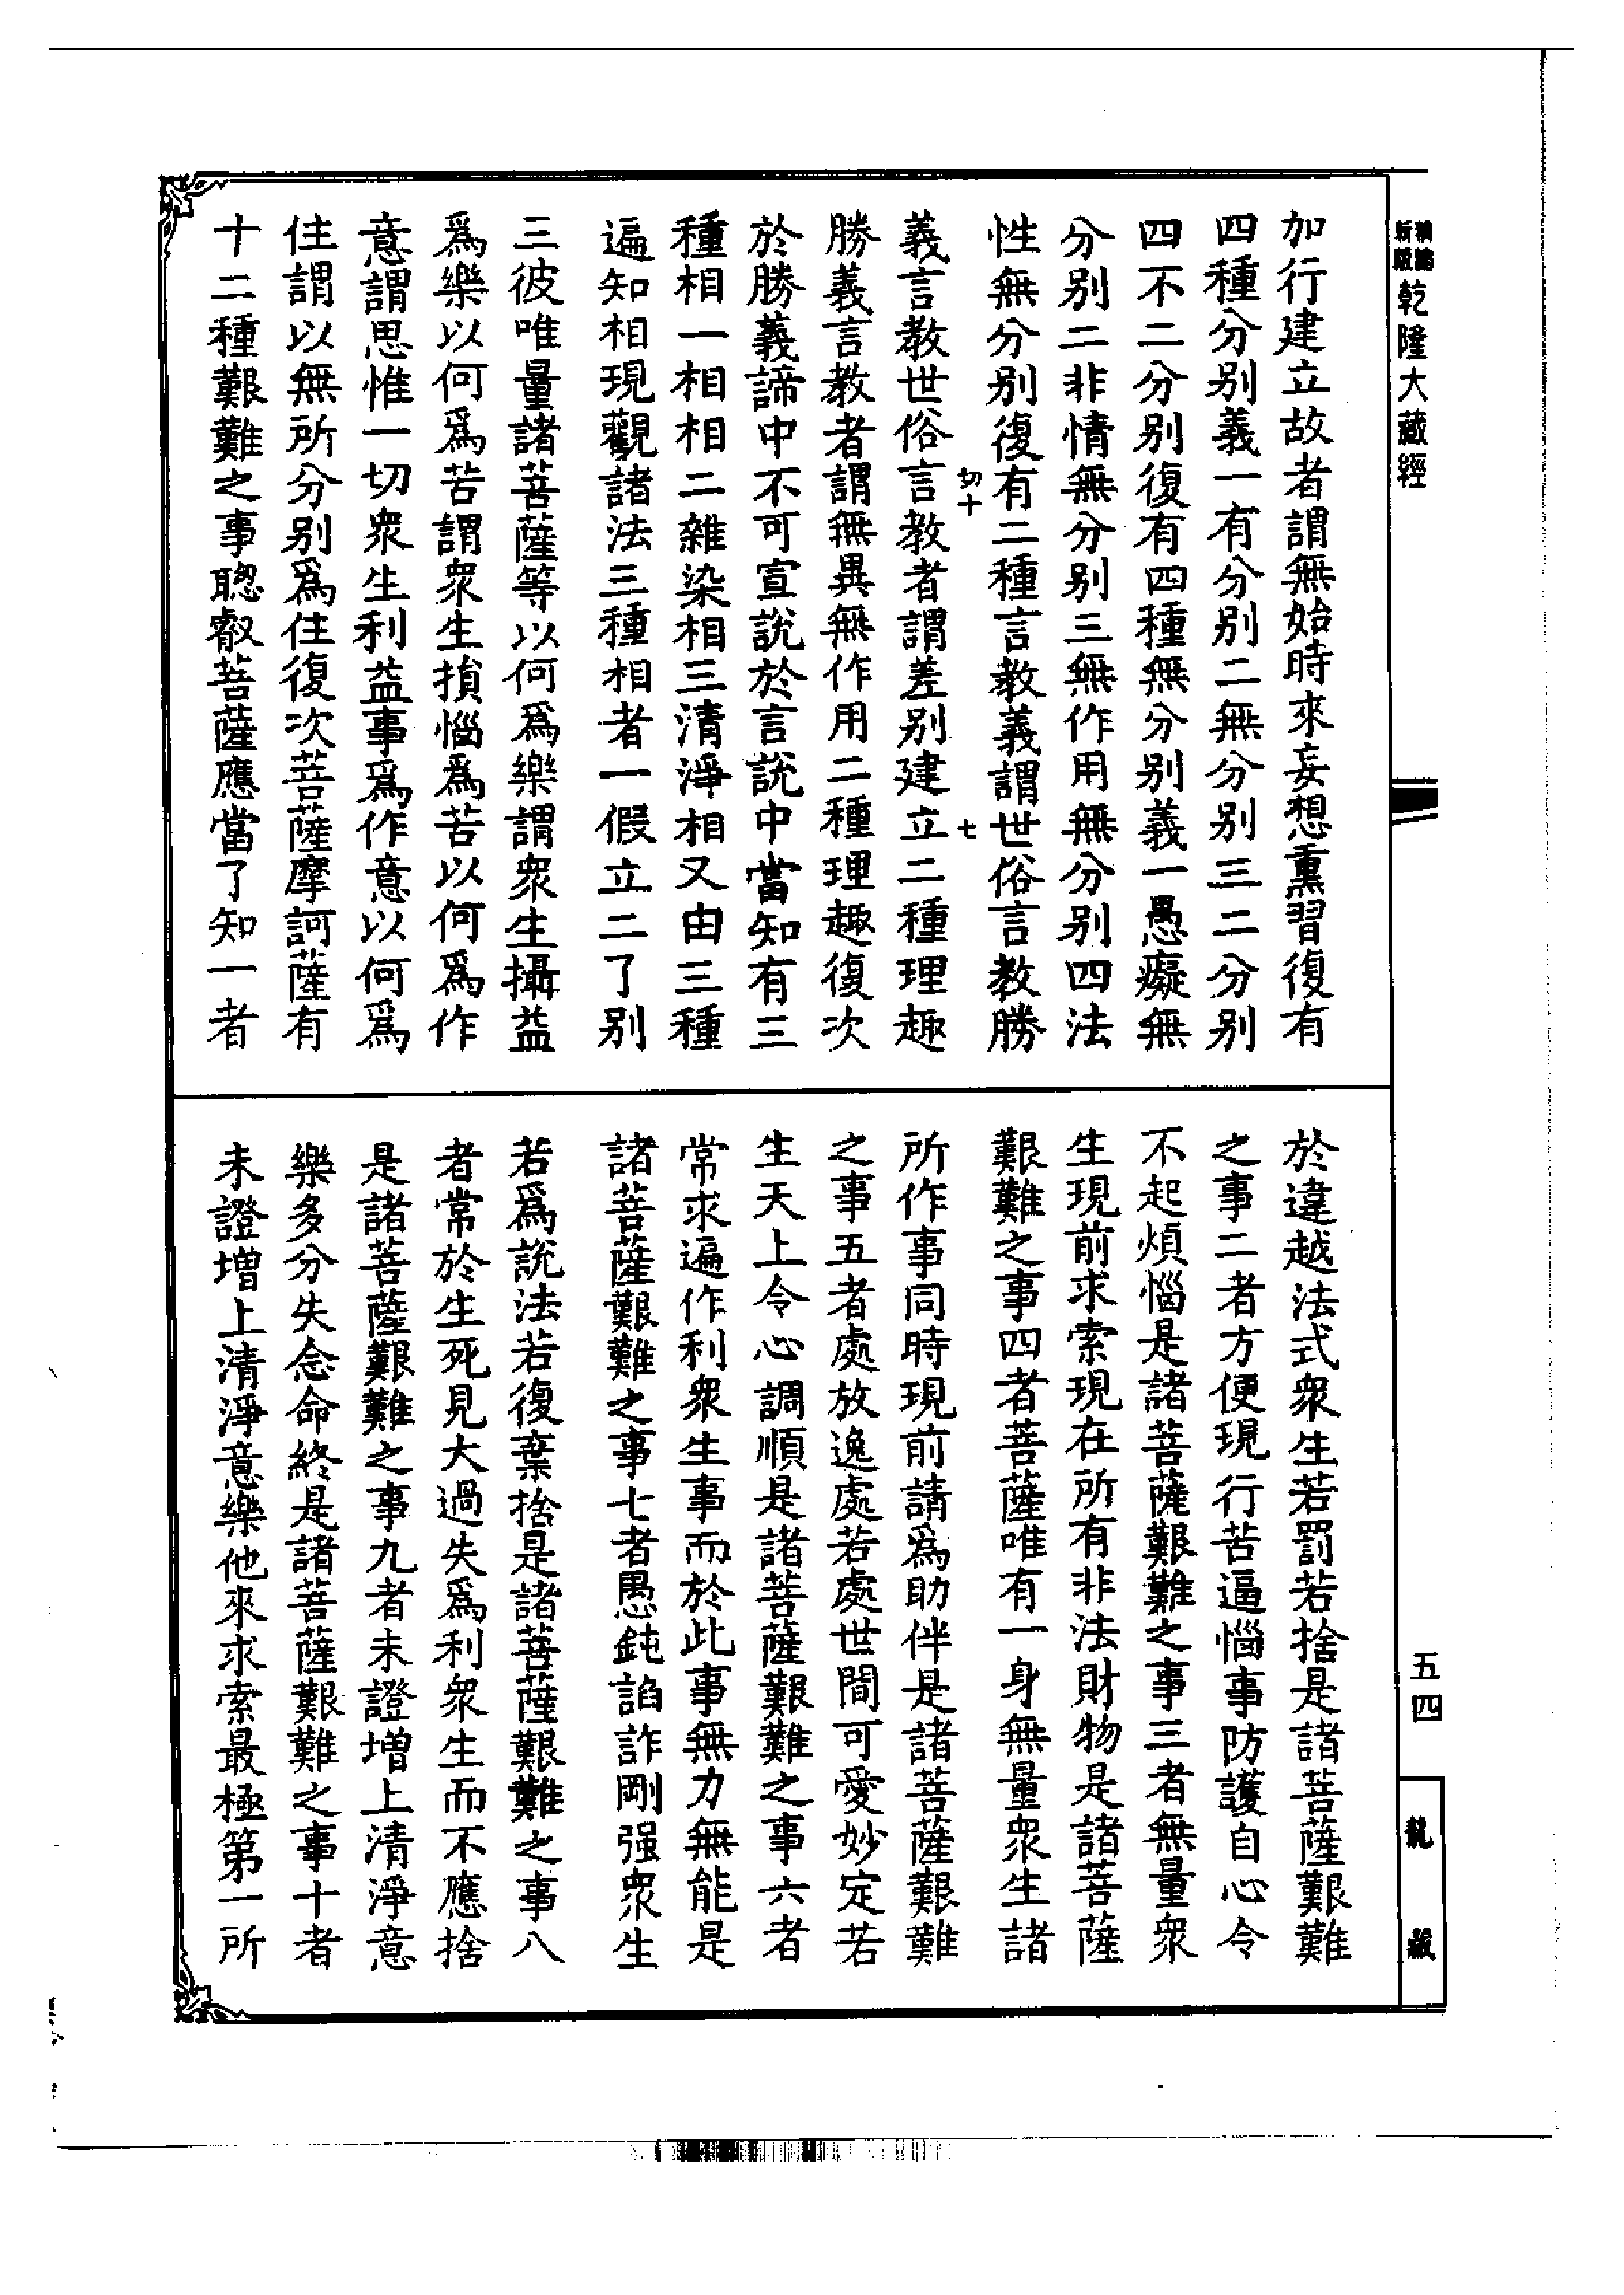 乾隆大藏經
加行建立故者謂無始時來妄想熏習復有
四種分別義一有分別二無分別三二分別
四不二分別復有四種無分別義一愚癡無
分別二非情無分別三無作用無分別四法
性無分別復有二種言教義謂世俗言教勝
切十
七
義言教世俗言教者謂差別建立二種理趣
勝義言教者謂無異無作用二種理趣復次
於勝義諦中不可宣說於言說中當知有三
種相一相相二雜染相三清淨相又由三種
遍知相現觀諸法三種相者一假立二了別
三彼唯量諸菩薩等以何爲樂謂衆生攝益
爲樂以何爲苦謂衆生損惱爲苦以何爲作
意謂思惟一切衆生利益事爲作意以何爲
住謂以無所分別爲住復次菩薩摩訶薩有
十二種艱難之事聰叡菩薩應當了知一者
於違越法式衆生若罰若捨是諸菩薩艱難
之事二者方便現行苦逼惱事防護自心令
不起煩惱是諸菩薩艱難之事三者無量衆
生現前求索現在所有非法財物是諸菩薩
艱難之事四者菩薩唯有一身無量衆生諸
所作事同時現前請爲助伴是諸菩薩艱難
之事五者處放逸處若處世間可愛妙定若
生天上令心調順是諸菩薩艱難之事六者
常求遍作利衆生事而於此事無力無能是
諸菩薩艱難之事七者愚鈍諂詐剛强衆生
若爲說法若復棄捨是諸菩薩艱難之事八
者常於生死見大過失爲利衆生而不應捨
是諸菩薩艱難之事九者未證增上清淨意
樂多分失念命終是諸菩薩艱難之事十者
未證增上清淨意樂他來求索最極第一所
五四
龍藏